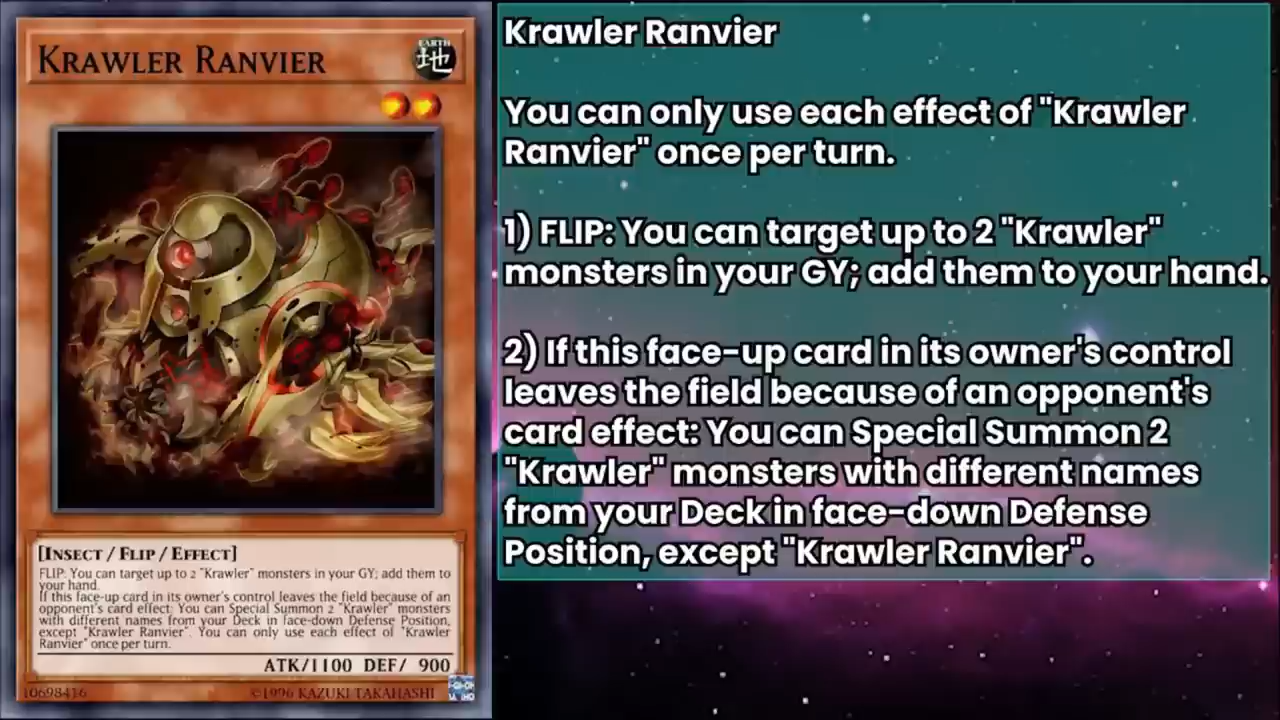 KRAWLER RANVIER
EARTH
地
[INSECT / FLIP / EFFECT]
FLIP: You can target up to 2 "Krawler" monsters in your GY; add them to
your hand.
If this face-up card in its owner's control leaves the field because of an
opponent's card effect: You can Special Summon 2 "Krawler" monsters
with different names from your Deck in face-down Defense Position,
except "Krawler Ranvier". You can only use each effect of "Krawler
Ranvier" once per turn.
ATK/1100 DEF/ 900
10698416
©1996 KAZUKI TAKAHASHI
Krawler Ranvier
You can only use each effect of "Krawler
Ranvier" once per turn.
1) FLIP: You can target up to 2 "Krawler"
monsters in your GY; add them to your hand.
2) If this face-up card in its owner's control
leaves the field because of an opponent's
card effect: You can Special Summon 2
"Krawler" monsters with different names
from your Deck in face-down Defense
Position, except "Krawler Ranvier".